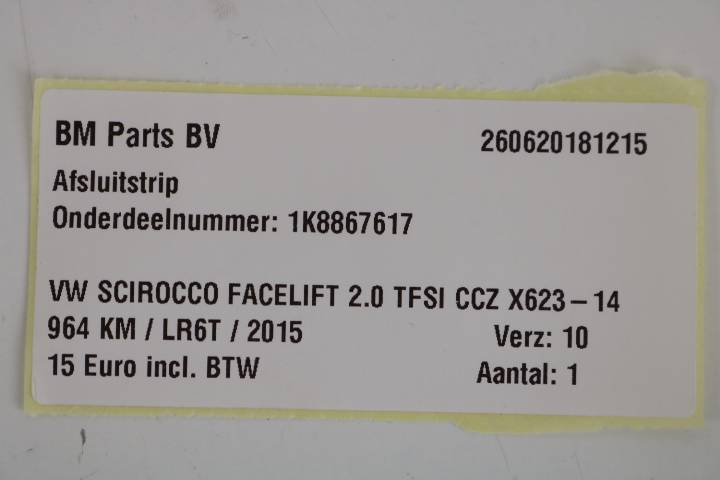 BM Parts BV 260620181215
Afsluitstrip
Onderdeelnummer: 1K8867617
VW SCIROCCO FACELIFT 2.0 TFSI CCZ X623-14
964 KM / LR6T / 2015 Verz: 10
15 Euro incl. BTW Aantal: 1